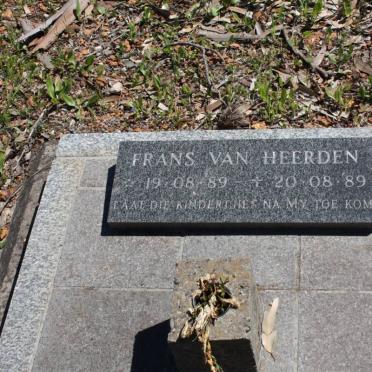 FRANS VAN HEERDEN
* 19-08-89 + 20 08 89
LAAT DIE KINDERTJIES NA MY TOE KOM